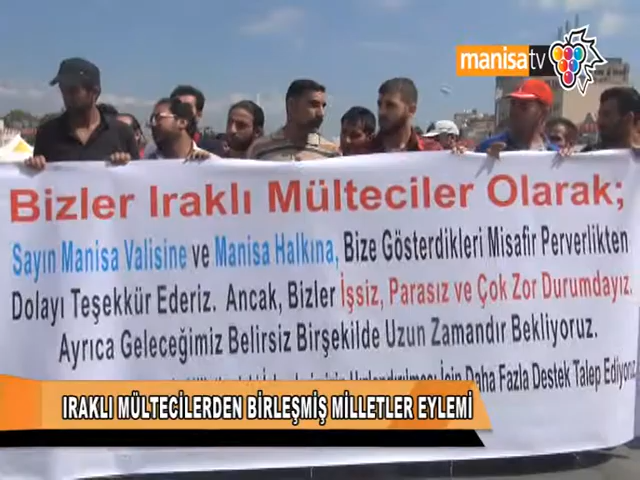 manisatv
Bizler Iraklı Mülteciler Olarak;
Sayın Manisa Valisine ve Manisa Halkına, Bize Gösterdikleri Misafir Perverlikten
Dolayı Teşekkür Ederiz. Ancak, Bizler İşsiz, Parasız ve Çok Zor Durumdayız.
Ayrıca Geleceğimiz Belirsiz Birşekilde Uzun Zamandır Bekliyoruz.
İçin Daha Fazla Destek Talep Ediyoruz
IRAKLI MÜLTECİLERDEN BİRLEŞMİŞ MİLLETLER EYLEMİ